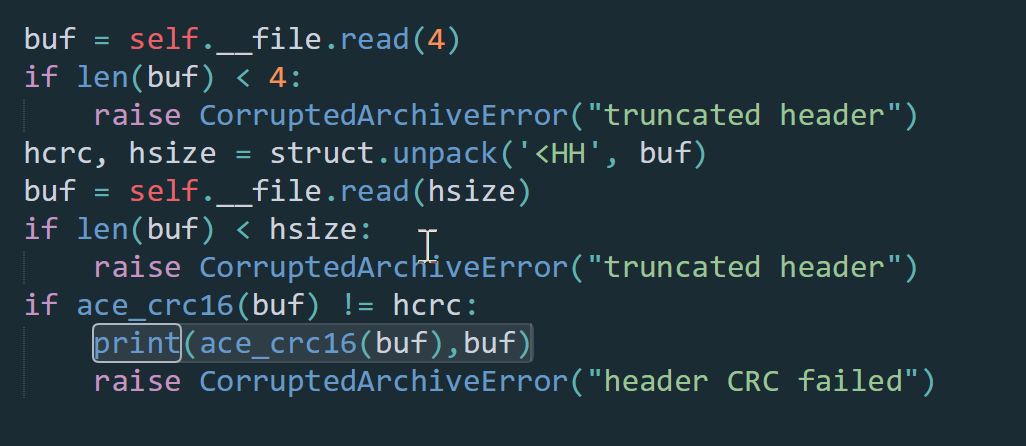 buf = self.__file.read(4)
if len(buf) < 4:
    raise CorruptedArchiveError("truncated header")
hcrc, hsize = struct.unpack('<HH', buf)
buf = self.__file.read(hsize)
if len(buf) < hsize:
    raise CorruptedArchiveError("truncated header")
if ace_crc16(buf) != hcrc:
    print(ace_crc16(buf),buf)
    raise CorruptedArchiveError("header CRC failed")